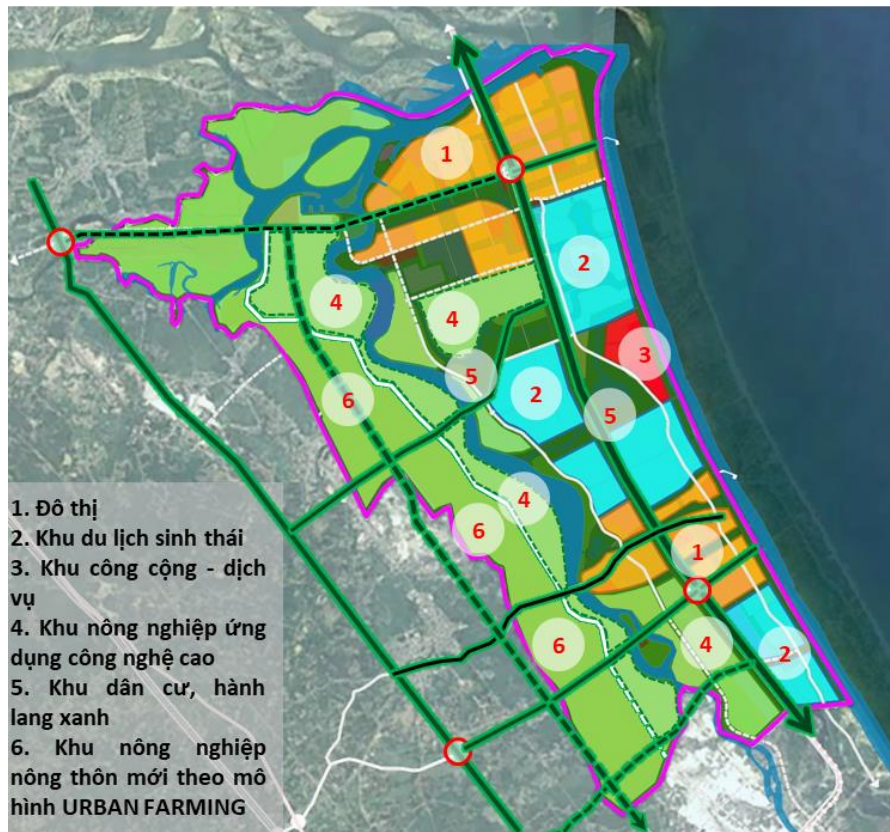 1
2
4
4
3
5
2
6
5
4
6
1
6
4
2
1. Đô thị
2. Khu du lịch sinh thái
3. Khu công cộng - dịch
vụ
4. Khu nông nghiệp ứng
dụng công nghệ cao
5. Khu dân cư, hành
lang xanh
6. Khu nông nghiệp
nông thôn mới theo mô
hình URBAN FARMING